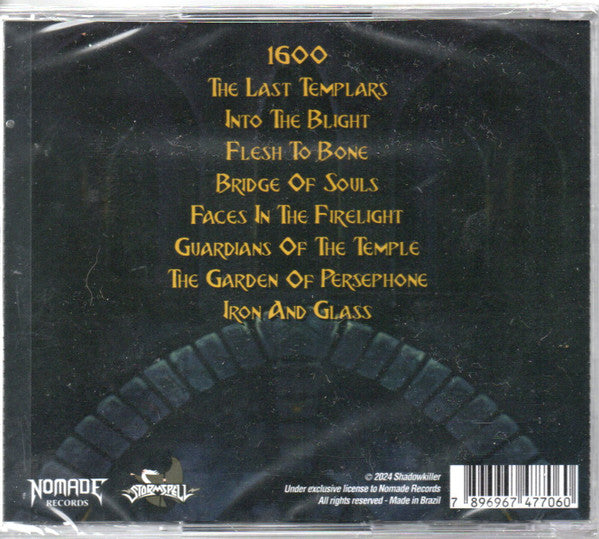 1600
The Last Templars
Into The Blight
Flesh To Bone
Bridge Of Souls
Faces In The Firelight
Guardians Of The Temple
The Garden Of Persephone
Iron And Glass
NOMADE
RECORDS
STORMSPELL
© 2024 Shadowkiller
Under exclusive license to Nomade Records
All rights reserved - Made in Brazil
7 896967 477060